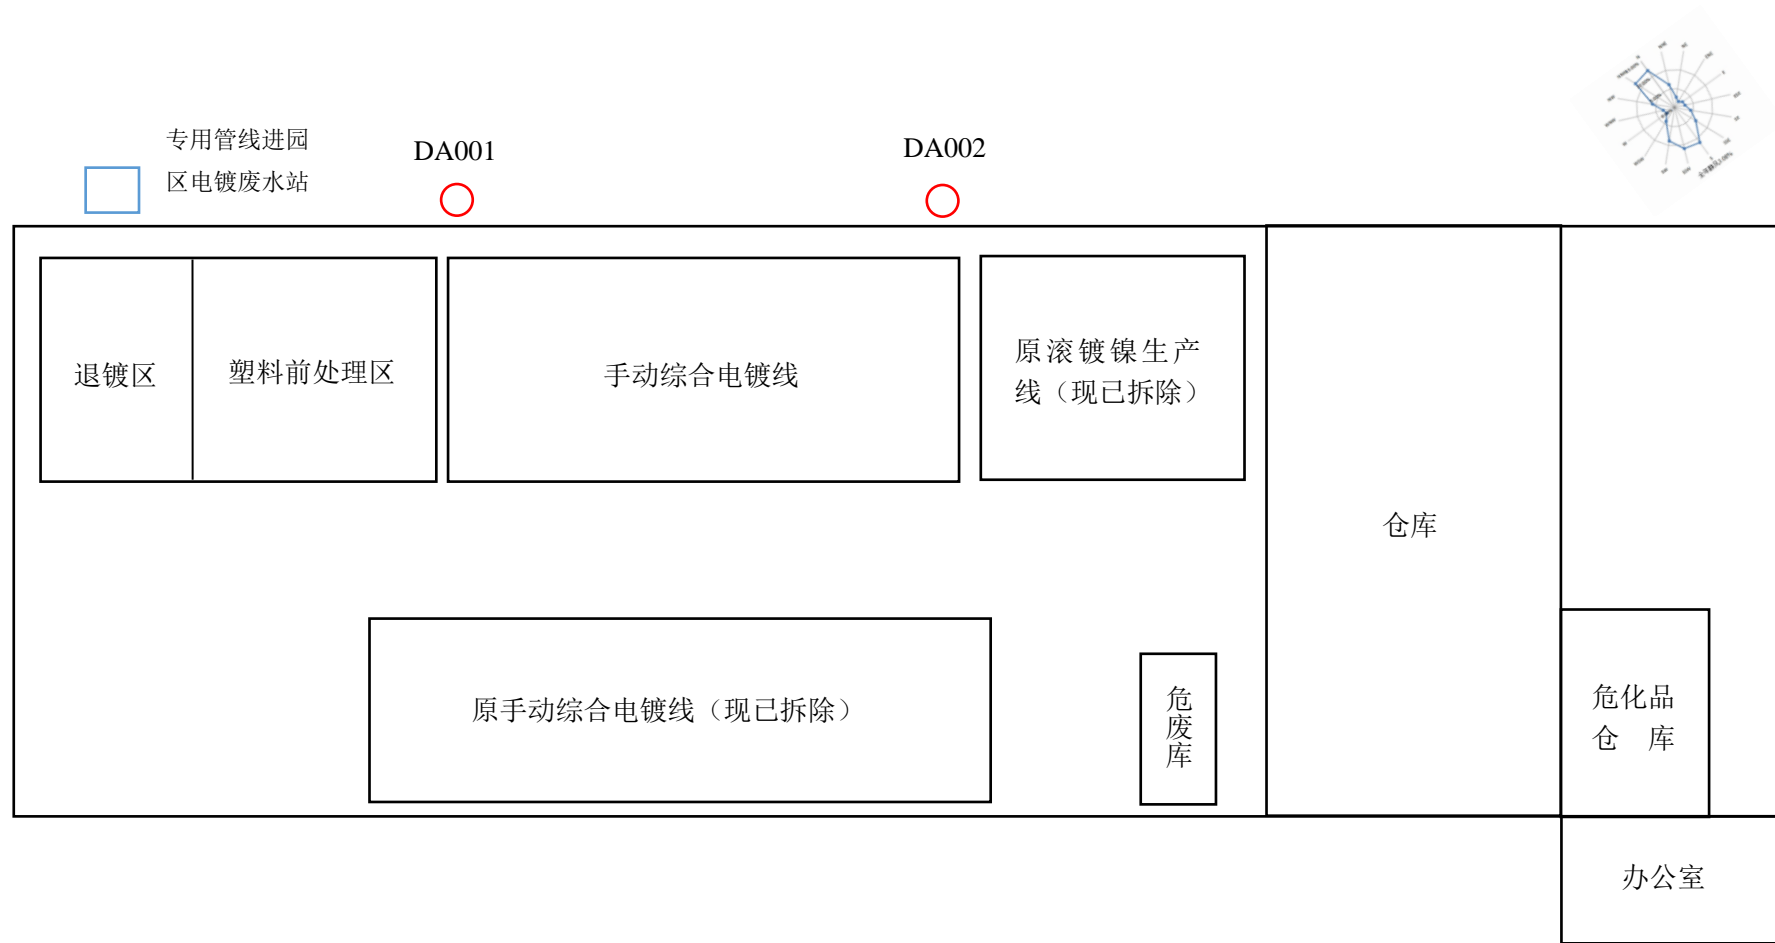 专用管线进园
区电镀废水站
DA001
DA002
退镀区
塑料前处理区
手动综合电镀线
原滚镀镍生产
线（现已拆除）
仓库
原手动综合电镀线（现已拆除）
危
废
库
危化品
仓 库
办公室